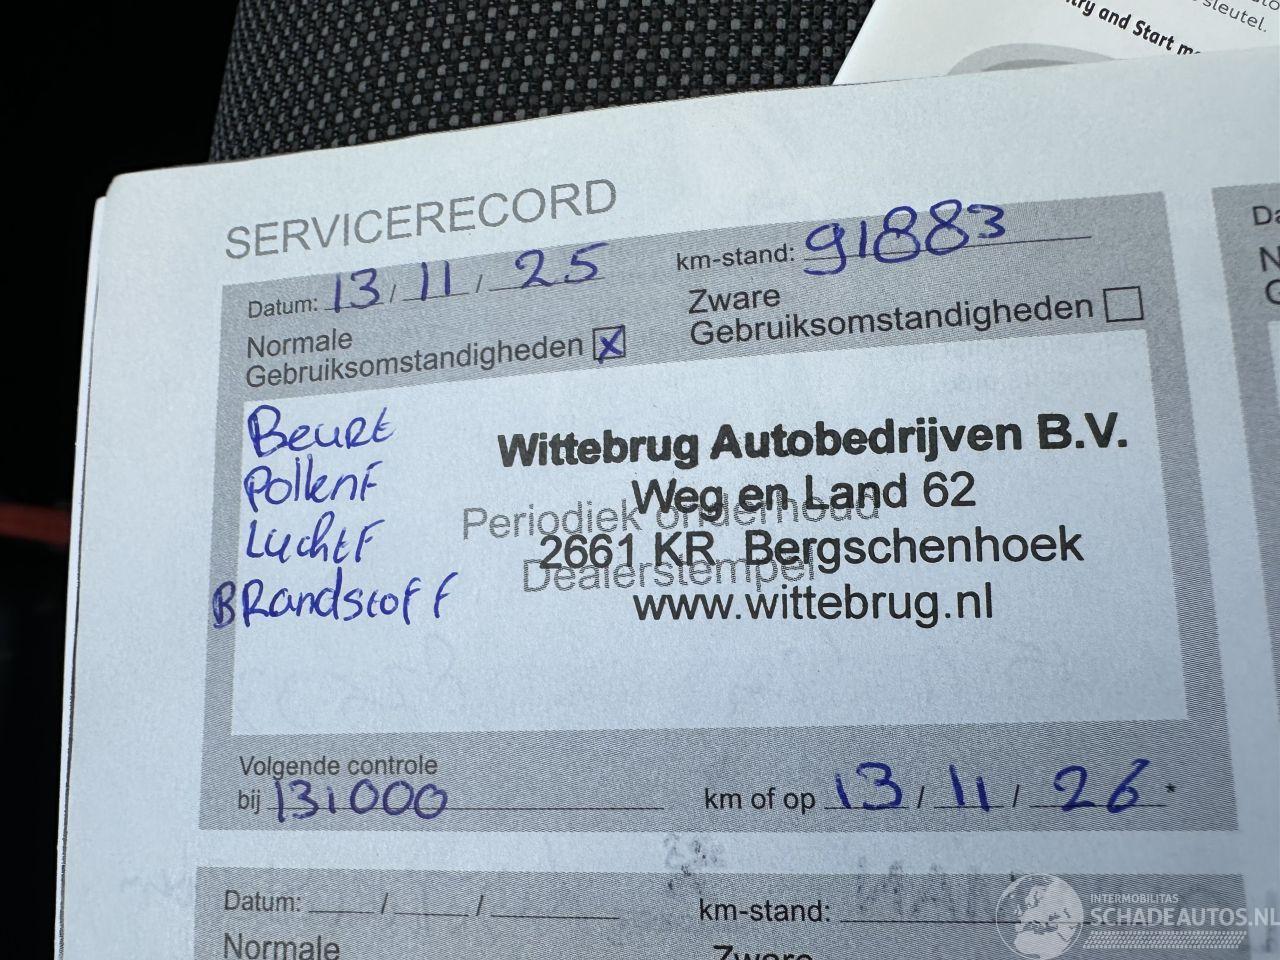 try and Start
sleutel.
SERVICERECORD
Datum: 13 / 11 / 25 km-stand: 91883
Normale Gebruiksomstandigheden x
Zware Gebruiksomstandigheden
Beurt
PollenF
LuchtF
Brandstoff
Wittebrug Autobedrijven B.V.
Weg en Land 62
Periodiek onderhoud
2661 KR Bergschenhoek
Dealerstempel
www.wittebrug.nl
Volgende controle
bij 131000 km of op 13 / 11 / 26 *
Datum: / / km-stand:
Normale
Zware
INTERMOBILITAS
SCHADEAUTOS.NL